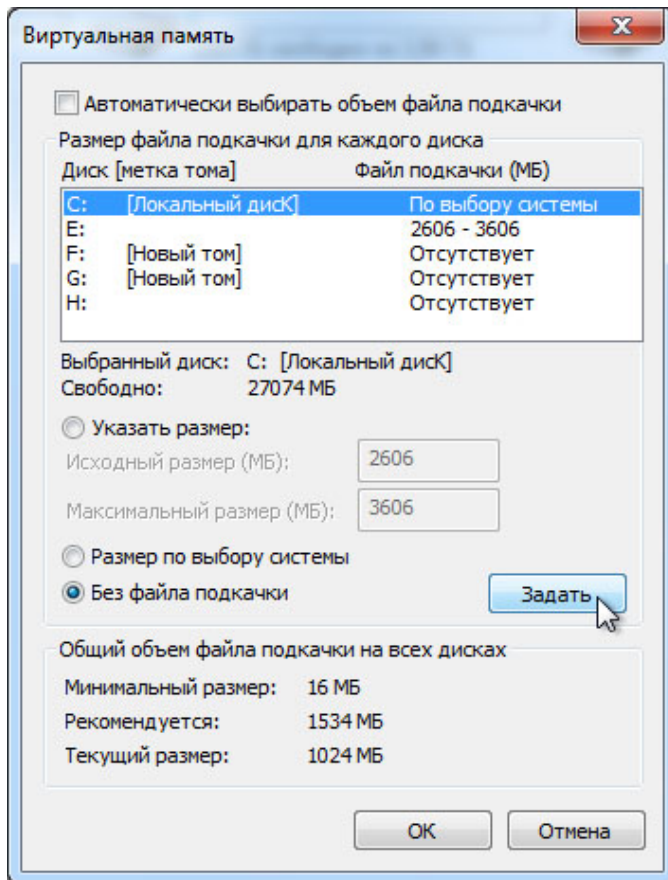 Виртуальная память
Автоматически выбирать объем файла подкачки
Размер файла подкачки для каждого диска
Диск [метка тома] Файл подкачки (МБ)
C: [Локальный дисK] По выбору системы
E: 2606 - 3606
F: [Новый том] Отсутствует
G: [Новый том] Отсутствует
H: Отсутствует
Выбранный диск: C: [Локальный дисK]
Свободно: 27074 МБ
Указать размер:
Исходный размер (МБ): 2606
Максимальный размер (МБ): 3606
Размер по выбору системы
Без файла подкачки Задать
Общий объем файла подкачки на всех дисках
Минимальный размер: 16 МБ
Рекомендуется: 1534 МБ
Текущий размер: 1024 МБ
ОК Отмена